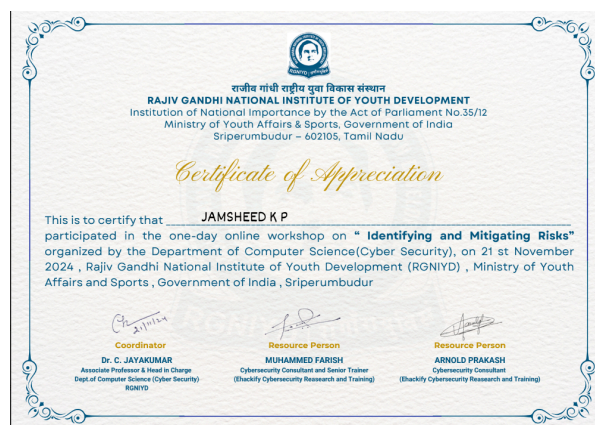 RGNIYD
राजीव गांधी राष्ट्रीय युवा विकास संस्थान
RAJIV GANDHI NATIONAL INSTITUTE OF YOUTH DEVELOPMENT
Institution of National Importance by the Act of Parliament No.35/12
Ministry of Youth Affairs & Sports, Government of India
Sriperumbudur – 602105, Tamil Nadu
Certificate of Appreciation
This is to certify that JAMSHEED K P
participated in the one-day online workshop on “ Identifying and Mitigating Risks”
organized by the Department of Computer Science(Cyber Security), on 21 st November
2024 , Rajiv Gandhi National Institute of Youth Development (RGNIYD) , Ministry of Youth
Affairs and Sports , Government of India , Sriperumbudur
21/11/24
Coordinator
Dr. C. JAYAKUMAR
Associate Professor & Head in Charge
Dept.of Computer Science (Cyber Security)
RGNIYD
Resource Person
MUHAMMED FARISH
Cybersecurity Consultant and Senior Trainer
(Ehackify Cybersecurity Reasearch and Training)
Resource Person
ARNOLD PRAKASH
Cybersecurity Consultant
(Ehackify Cybersecurity Reasearch and Training)